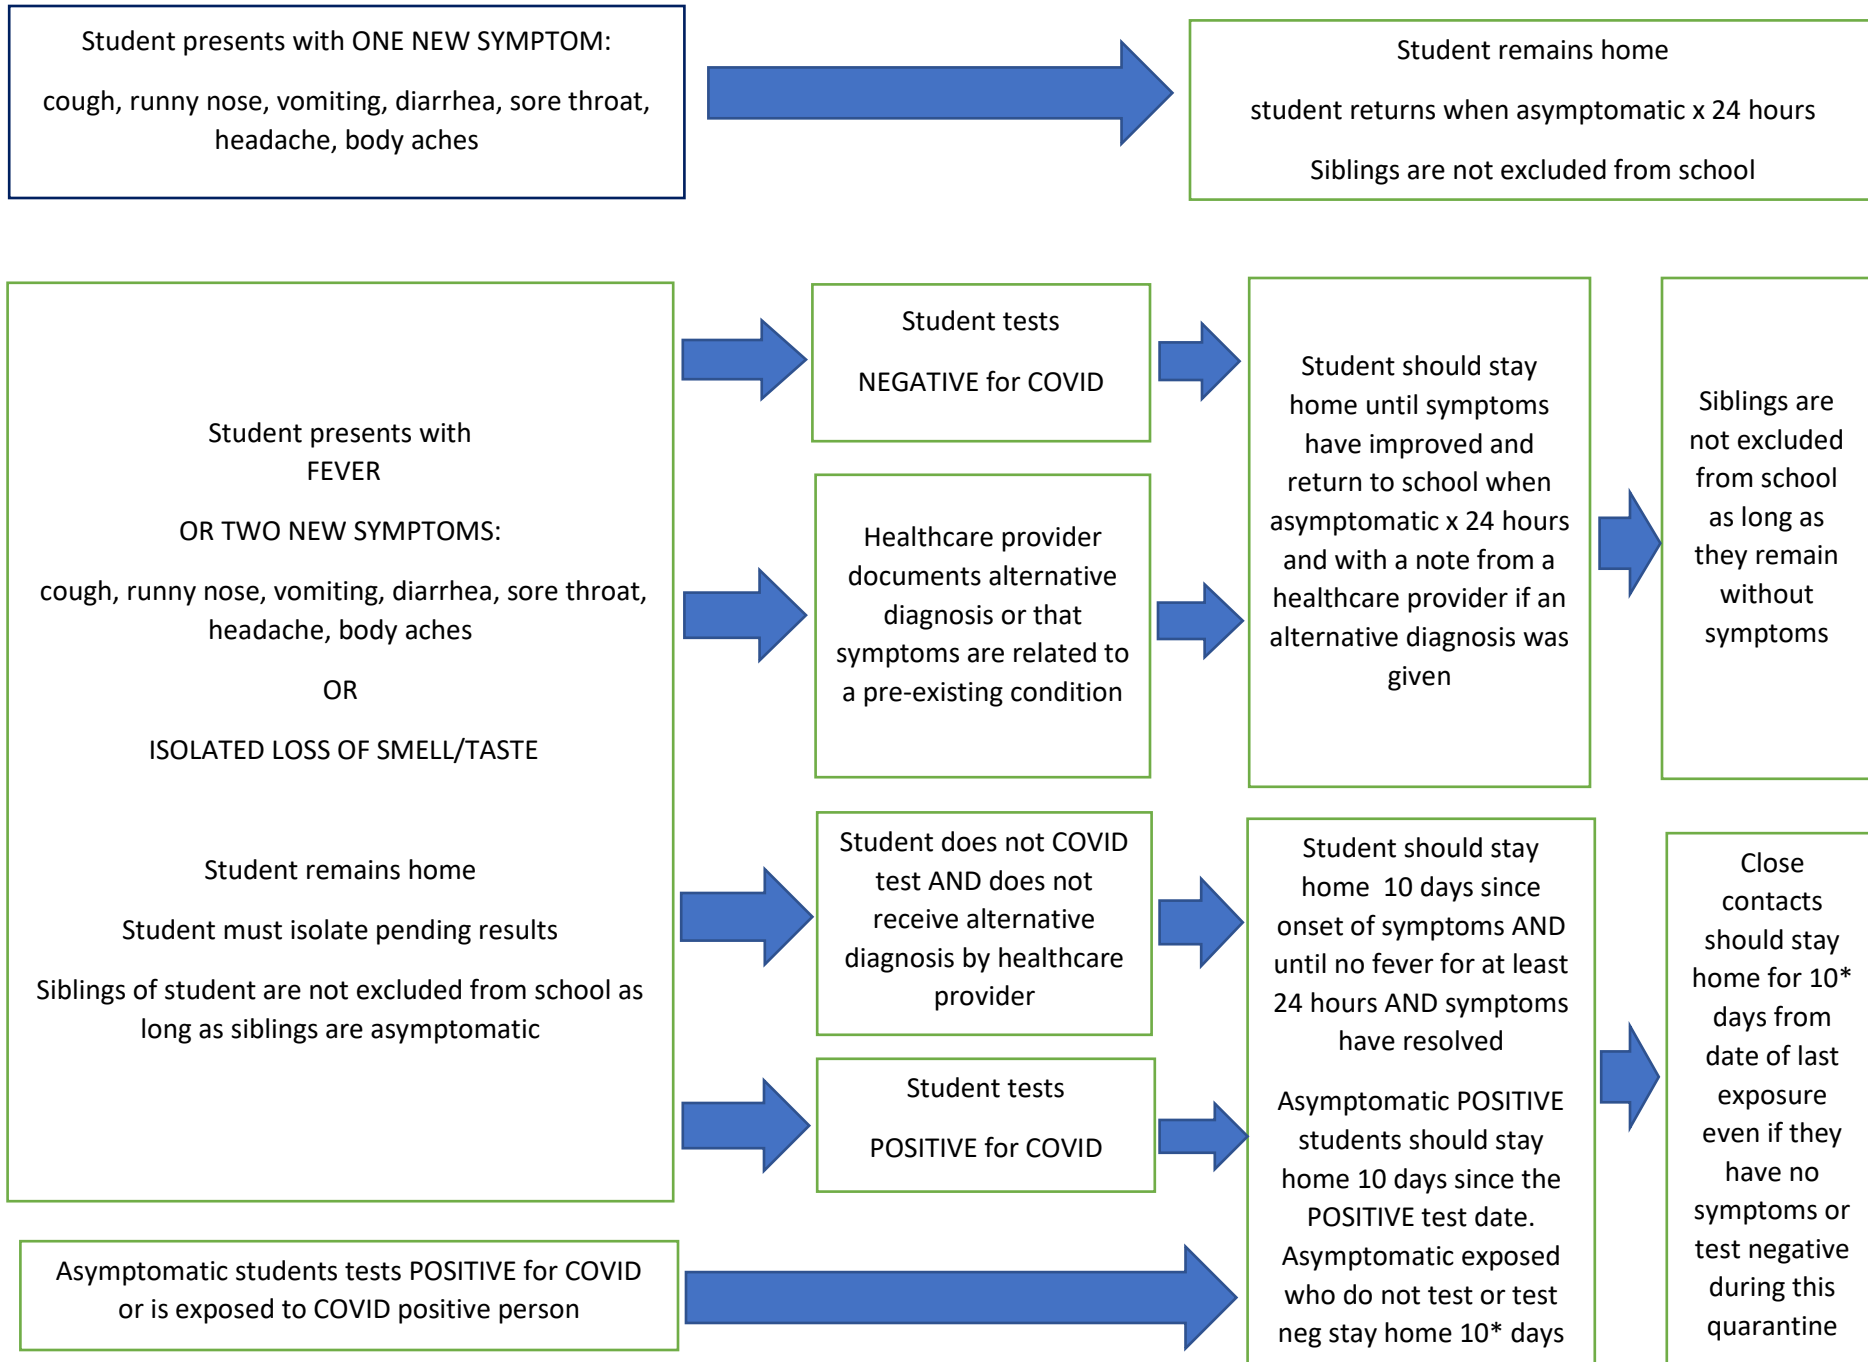 Student presents with ONE NEW SYMPTOM:
cough, runny nose, vomiting, diarrhea, sore throat,
headache, body aches
Student remains home
student returns when asymptomatic x 24 hours
Siblings are not excluded from school
Student presents with
FEVER
OR TWO NEW SYMPTOMS:
cough, runny nose, vomiting, diarrhea, sore throat,
headache, body aches
OR
ISOLATED LOSS OF SMELL/TASTE
Student remains home
Student must isolate pending results
Siblings of student are not excluded from school as
long as siblings are asymptomatic
Student tests
NEGATIVE for COVID
Healthcare provider
documents alternative
diagnosis or that
symptoms are related to
a pre-existing condition
Student should stay
home until symptoms
have improved and
return to school when
asymptomatic x 24 hours
and with a note from a
healthcare provider if an
alternative diagnosis was
given
Siblings are
not excluded
from school
as long as
they remain
without
symptoms
Student does not COVID
test AND does not
receive alternative
diagnosis by healthcare
provider
Student tests
POSITIVE for COVID
Student should stay
home 10 days since
onset of symptoms AND
until no fever for at least
24 hours AND symptoms
have resolved
Asymptomatic POSITIVE
students should stay
home 10 days since the
POSITIVE test date.
Asymptomatic exposed
who do not test or test
neg stay home 10* days
Close
contacts
should stay
home for 10*
days from
date of last
exposure
even if they
have no
symptoms or
test negative
during this
quarantine
Asymptomatic students tests POSITIVE for COVID
or is exposed to COVID positive person